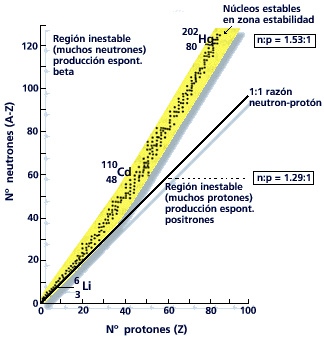 Núcleos estables
en zona estabilidad
202
80
Hg
n:p = 1.53:1
Región inestable
(muchos neutrones)
producción espont.
beta
1:1 razón
neutron-protón
110
48
Cd
n:p = 1.29:1
Región inestable
(muchos protones)
producción espont.
positrones
6
3
Li
Nº neutrones (A-Z)
120
100
80
60
40
20
0
0
20
40
60
80
100
Nº protones (Z)